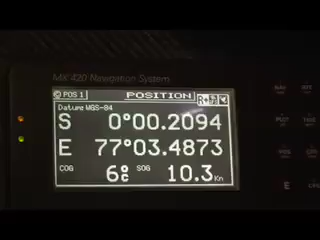 MX 420 Navigation System
POS 1 POSITION
Datum: WGS-84
S 0°00.2094
E 77°03.4873
COG 6°C SOG 10.3 Kn
E